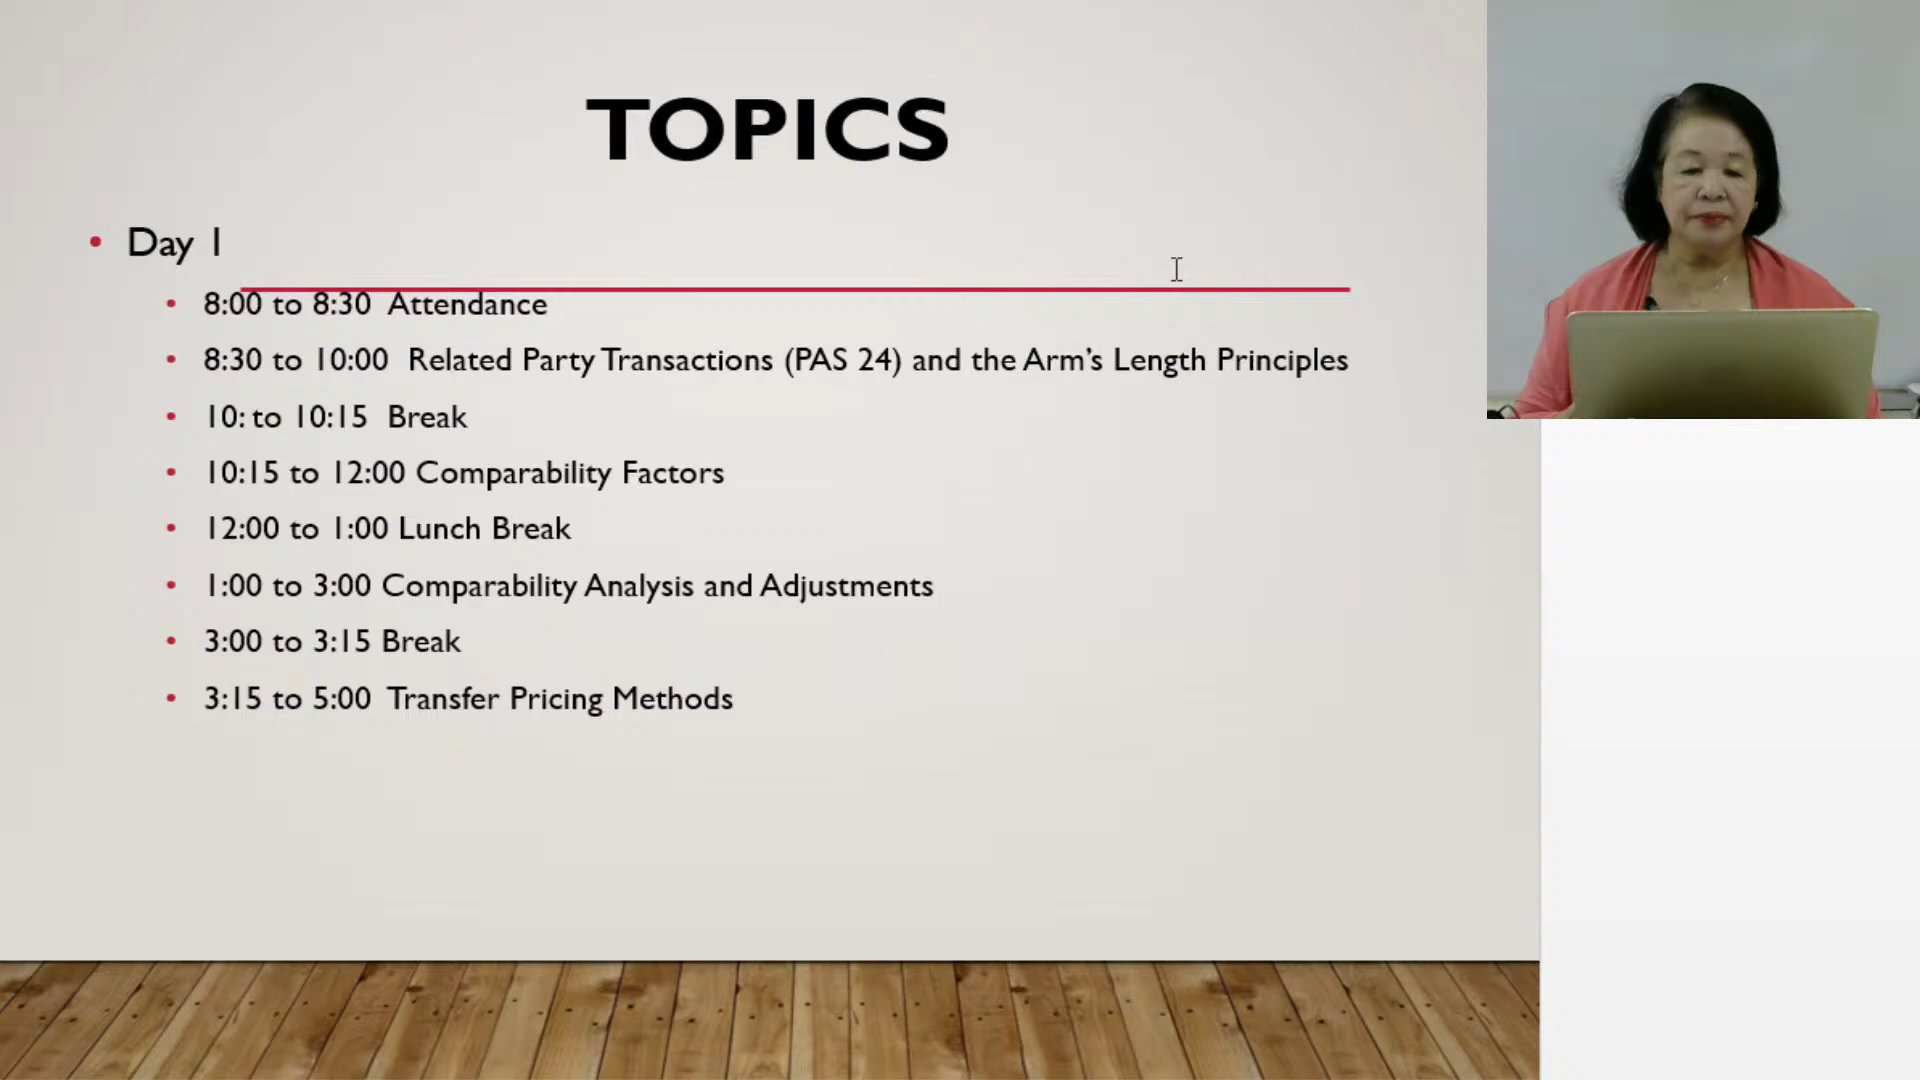 TOPICS
Day 1
8:00 to 8:30 Attendance
8:30 to 10:00 Related Party Transactions (PAS 24) and the Arm's Length Principles
10: to 10:15 Break
10:15 to 12:00 Comparability Factors
12:00 to 1:00 Lunch Break
1:00 to 3:00 Comparability Analysis and Adjustments
3:00 to 3:15 Break
3:15 to 5:00 Transfer Pricing Methods